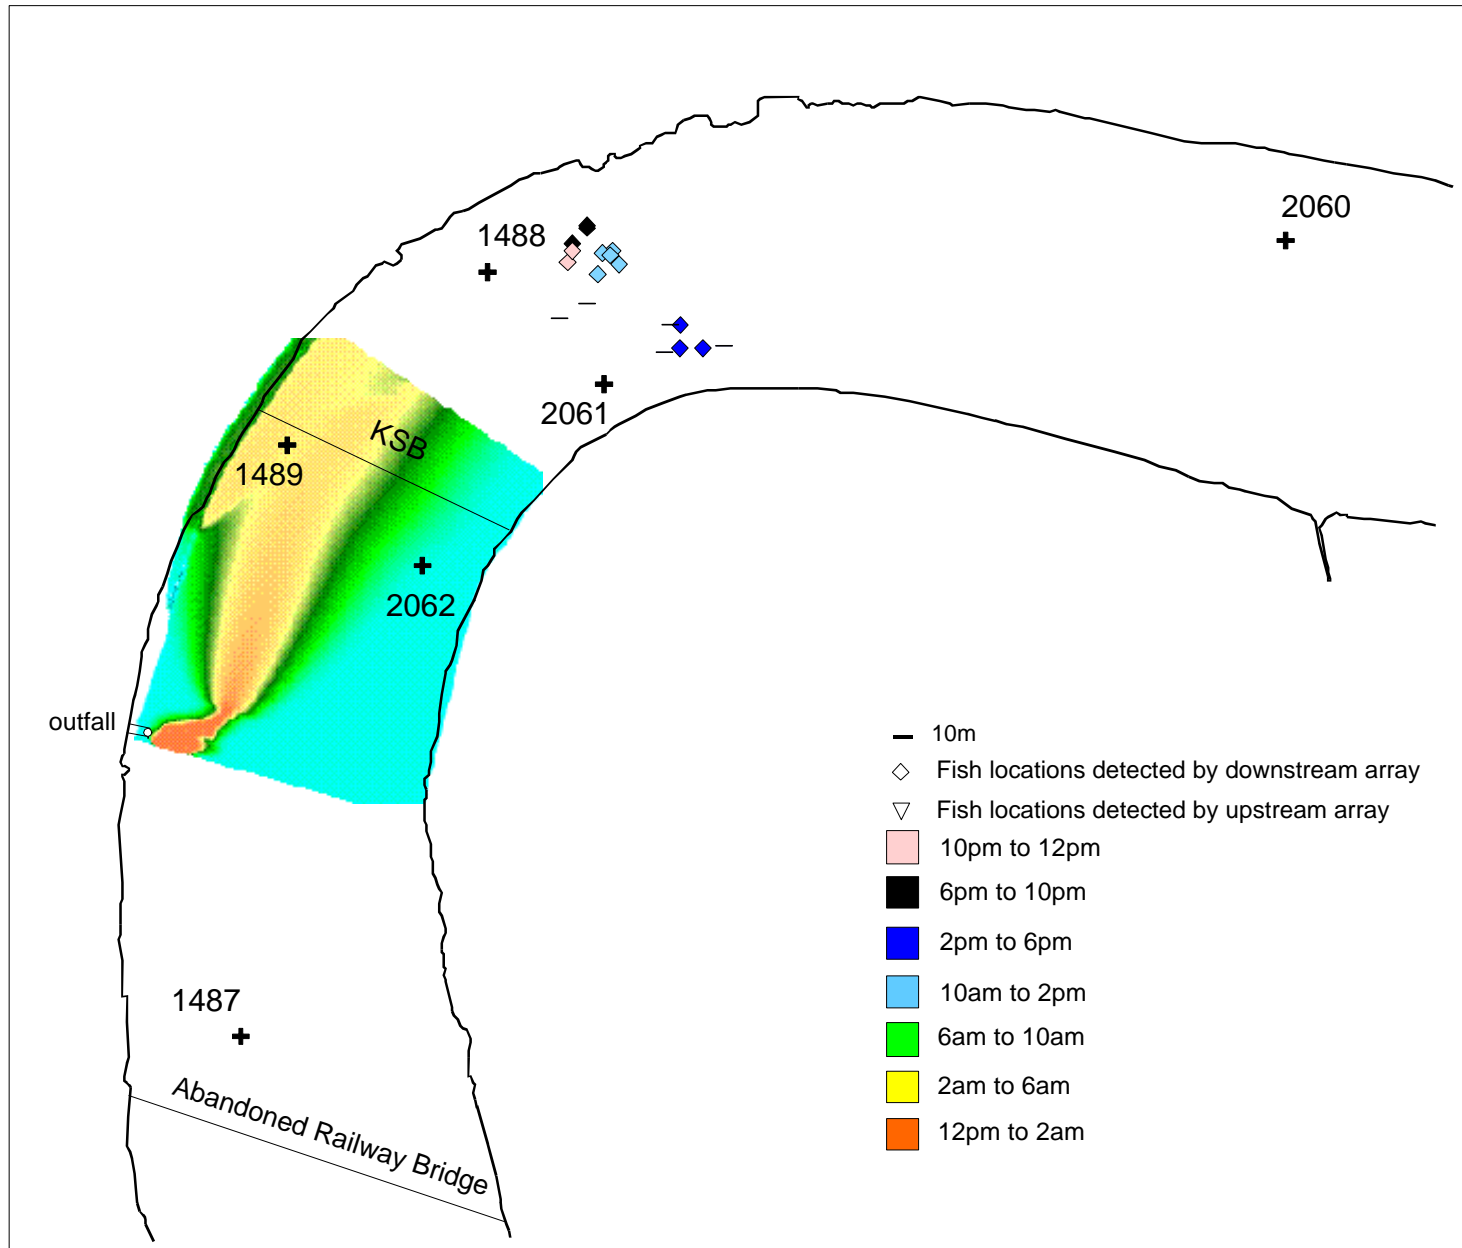 2060
1488
2061
KSB
1489
2062
outfall
10m
Fish locations detected by downstream array
Fish locations detected by upstream array
10pm to 12pm
6pm to 10pm
2pm to 6pm
10am to 2pm
6am to 10am
2am to 6am
12pm to 2am
1487
Abandoned Railway Bridge